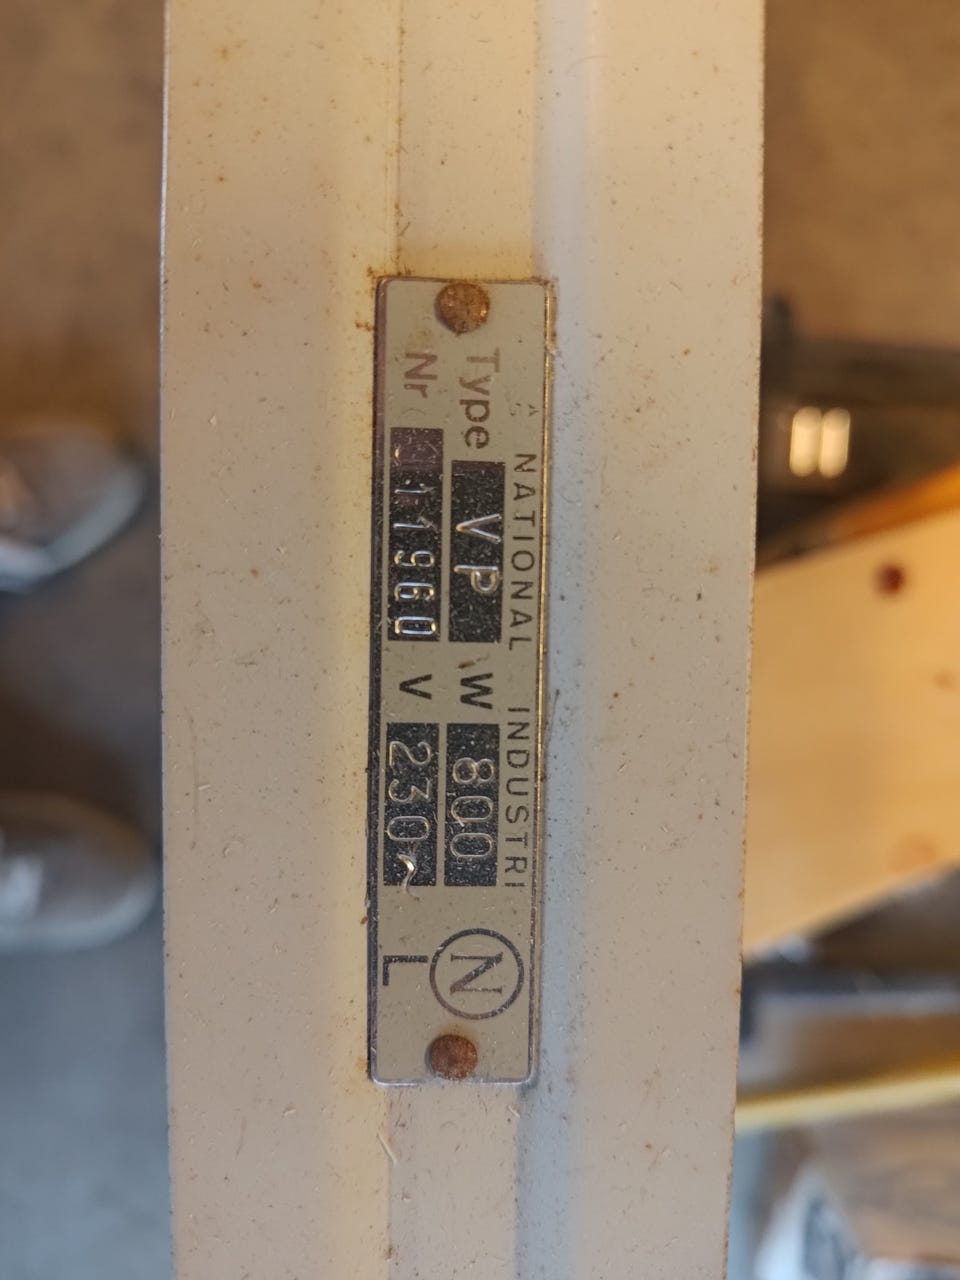 A/S NATIONAL INDUSTRI
Type VP W 800 N
Nr 11960 V 230~ L